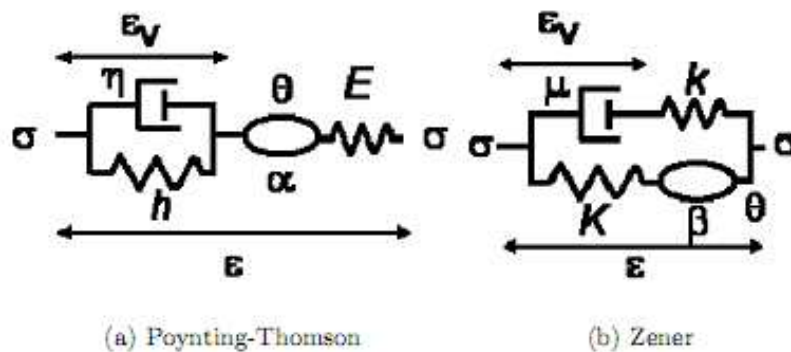 εv εv
η θ E μ k
σ σ σ σ
h α K β θ
ε ε
(a) Poynting-Thomson (b) Zener